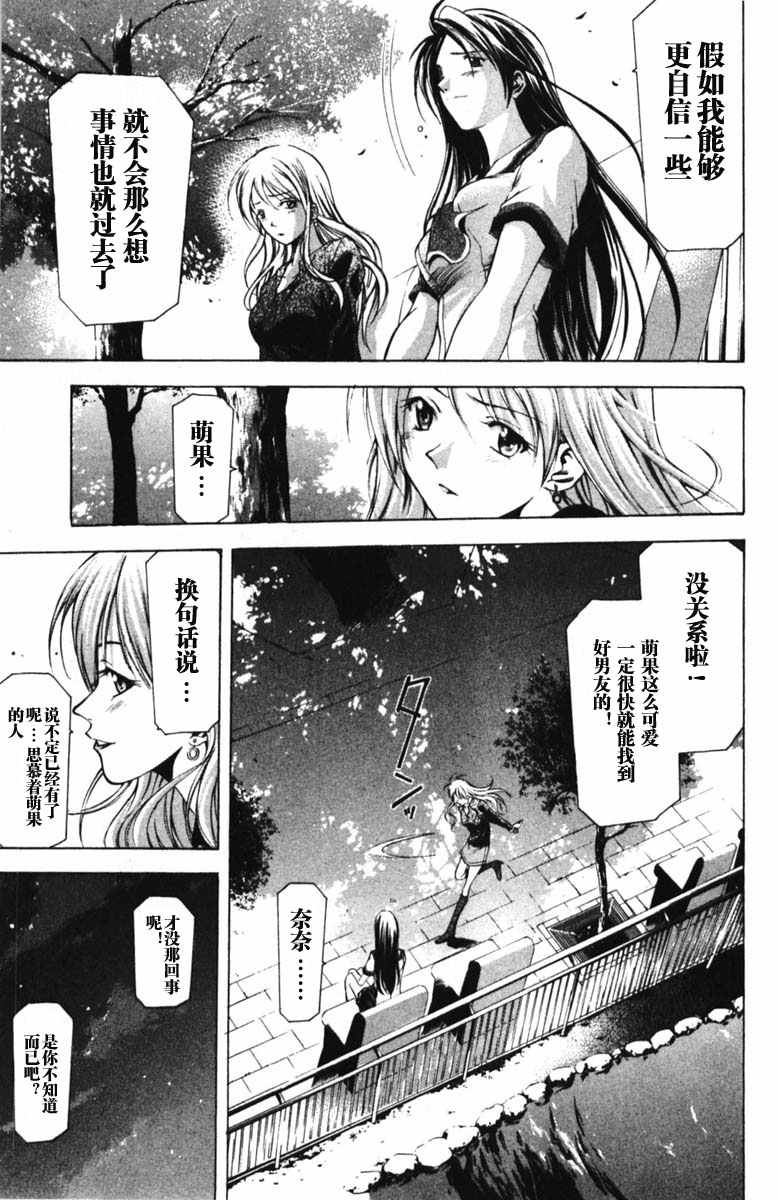 假如我能够
更自信一些
就不会那么想
事情也就过去了
萌果…
没关系啦！
萌果这么可爱
一定很快就能找到
好男友的！
タンッ
奈奈……
换句话说…
说不定已经有了
呢…思慕着萌果
的人
才没那回事
呢！
是你不知道
而已吧？